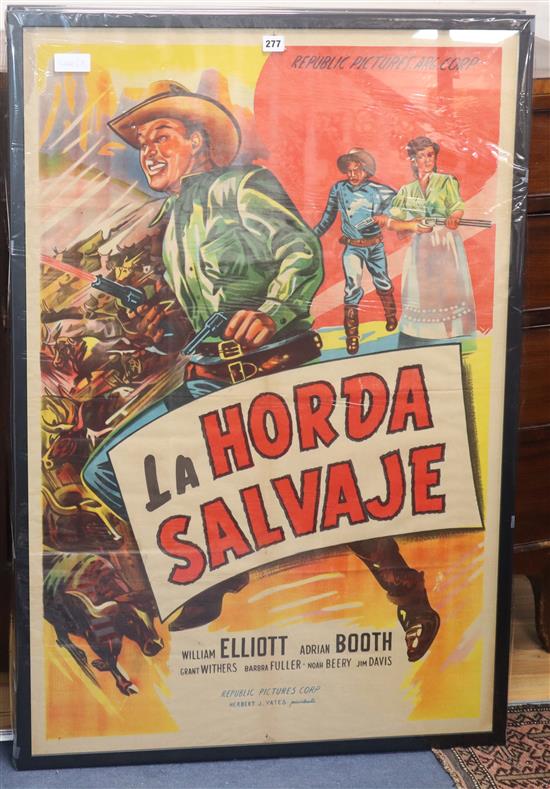 277
REPUBLIC PICTURES ARG. CORP.
LA HORDA
SALVAJE
WILLIAM ELLIOTT ADRIAN BOOTH
GRANT WITHERS BARBRA FULLER - NOAH BEERY JIM DAVIS
REPUBLIC PICTURES CORP
HERBERT J. YATES, presidente